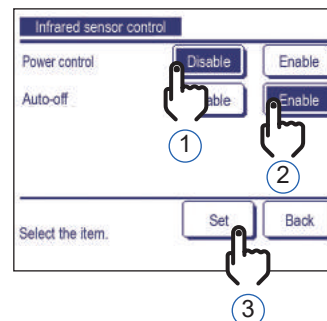 Infrared sensor control
Power control Disable Enable
Auto-off Enable
1
2
Select the item. Set Back
3